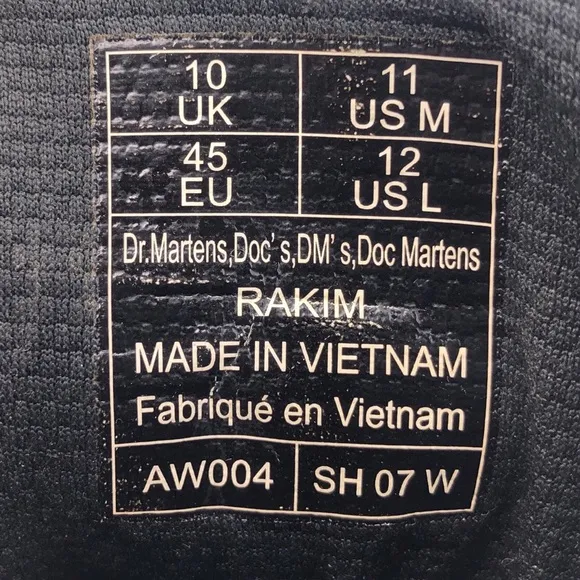 10 UK
11 US M
45 EU
12 US L
Dr.Martens,Doc's,DM's,Doc Martens
RAKIM
MADE IN VIETNAM
Fabriqué en Vietnam
AW004
SH 07 W